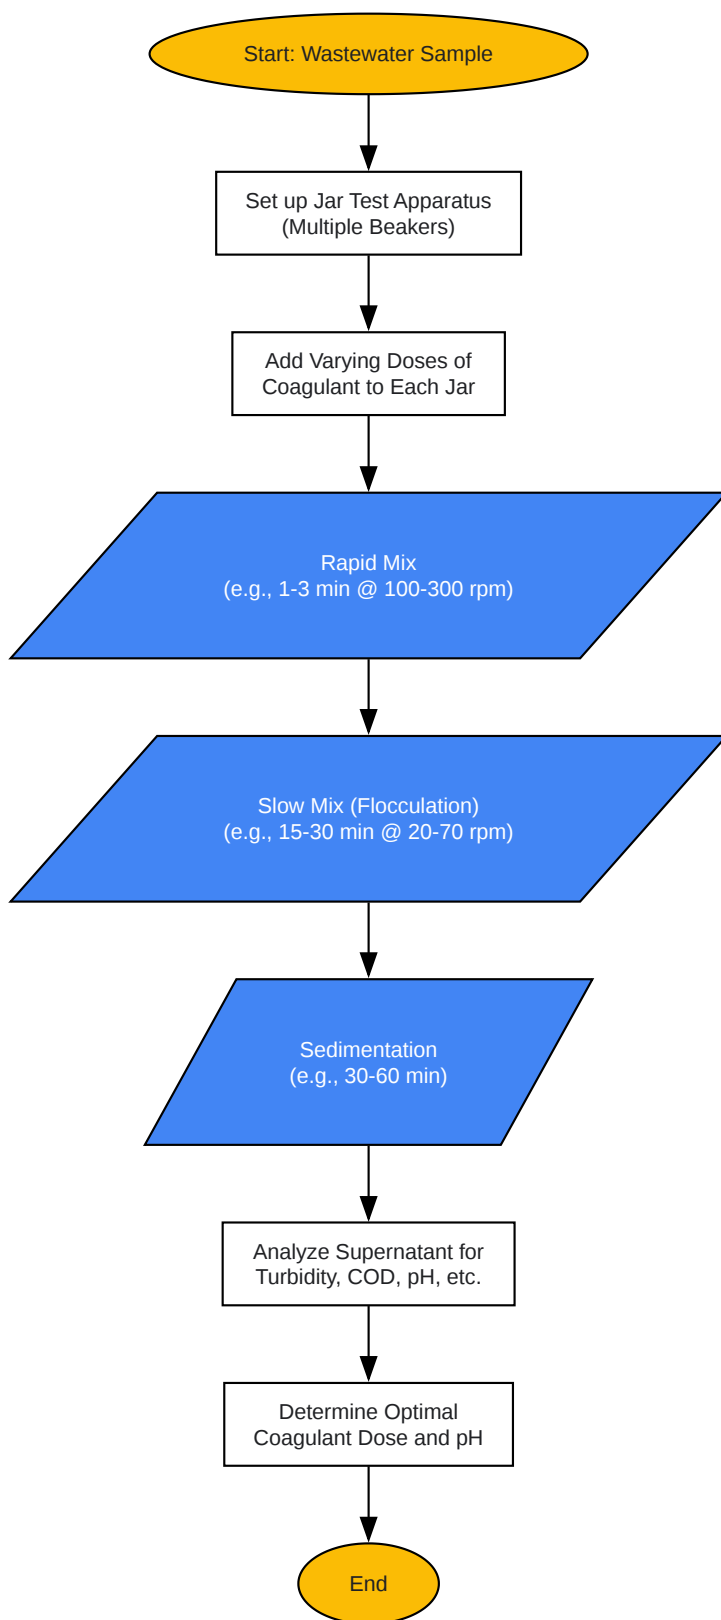 Start: Wastewater Sample
Set up Jar Test Apparatus
(Multiple Beakers)
Add Varying Doses of
Coagulant to Each Jar
Rapid Mix
(e.g., 1-3 min @ 100-300 rpm)
Slow Mix (Flocculation)
(e.g., 15-30 min @ 20-70 rpm)
Sedimentation
(e.g., 30-60 min)
Analyze Supernatant for
Turbidity, COD, pH, etc.
Determine Optimal
Coagulant Dose and pH
End